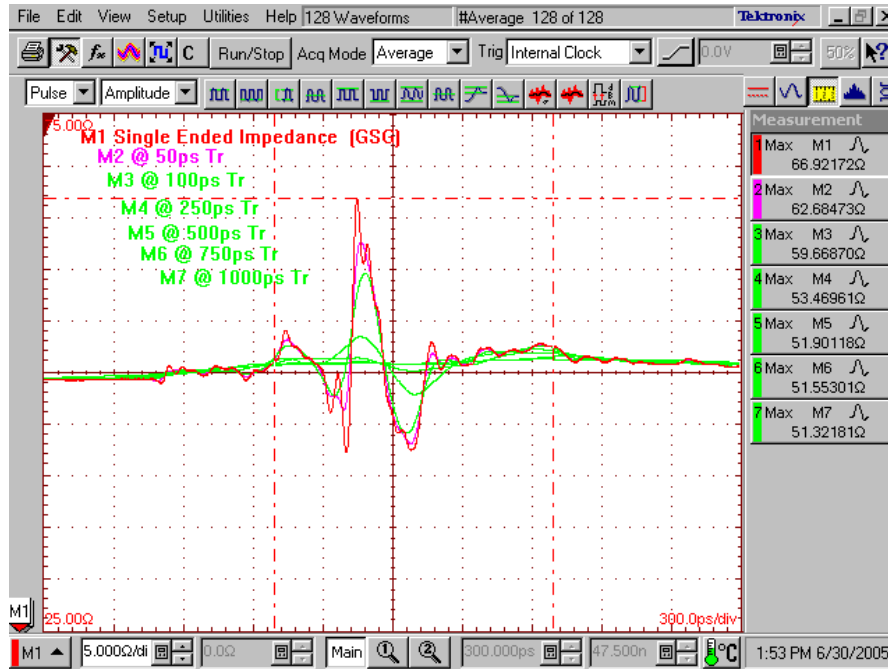 File Edit View Setup Utilities Help 128 Waveforms #Average 128 of 128 Tektronix
C Run/Stop Acq Mode Average Trig Internal Clock 0.0V 50%
Pulse Amplitude
Measurement
75.00Ω
M1 Single Ended Impedance (GSG)
M2 @ 50ps Tr
M3 @ 100ps Tr
M4 @ 250ps Tr
M5 @ 500ps Tr
M6 @ 750ps Tr
M7 @ 1000ps Tr
1 Max M1
66.92172Ω
2 Max M2
62.68473Ω
3 Max M3
59.66870Ω
4 Max M4
53.46961Ω
5 Max M5
51.90118Ω
6 Max M6
51.55301Ω
7 Max M7
51.32181Ω
M1
25.00Ω 300.0ps/div
M1 5.000Ω/di 0.0Ω Main 1 2 300.000ps 47.500n °C 1:53 PM 6/30/2005